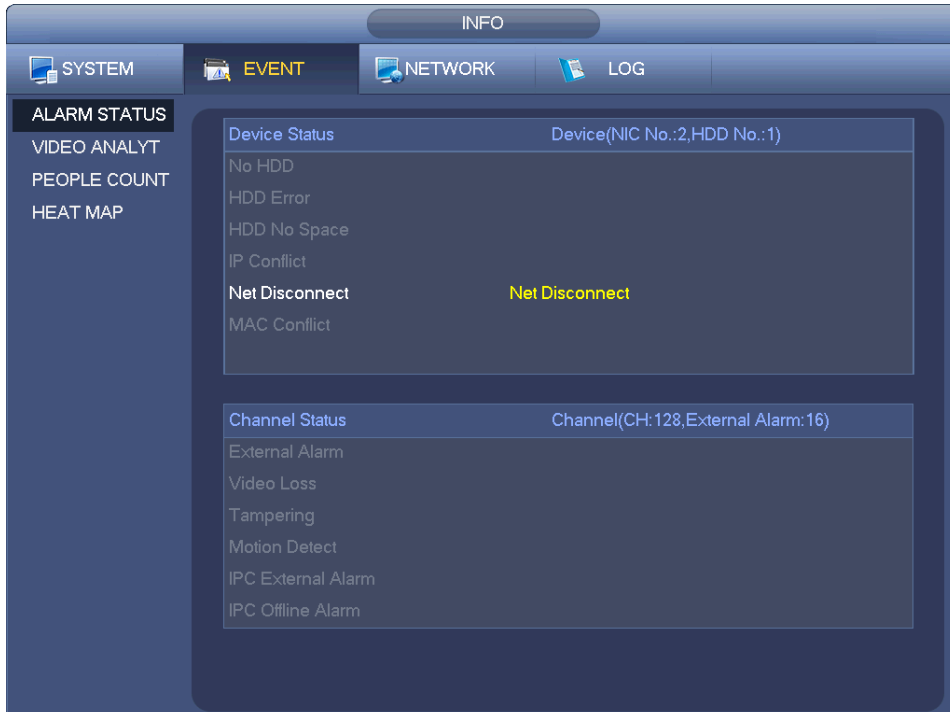 INFO
SYSTEM EVENT NETWORK LOG
ALARM STATUS
VIDEO ANALYT
PEOPLE COUNT
HEAT MAP
Device Status Device(NIC No.:2,HDD No.:1)
No HDD
HDD Error
HDD No Space
IP Conflict
Net Disconnect Net Disconnect
MAC Conflict
Channel Status Channel(CH:128,External Alarm:16)
External Alarm
Video Loss
Tampering
Motion Detect
IPC External Alarm
IPC Offline Alarm